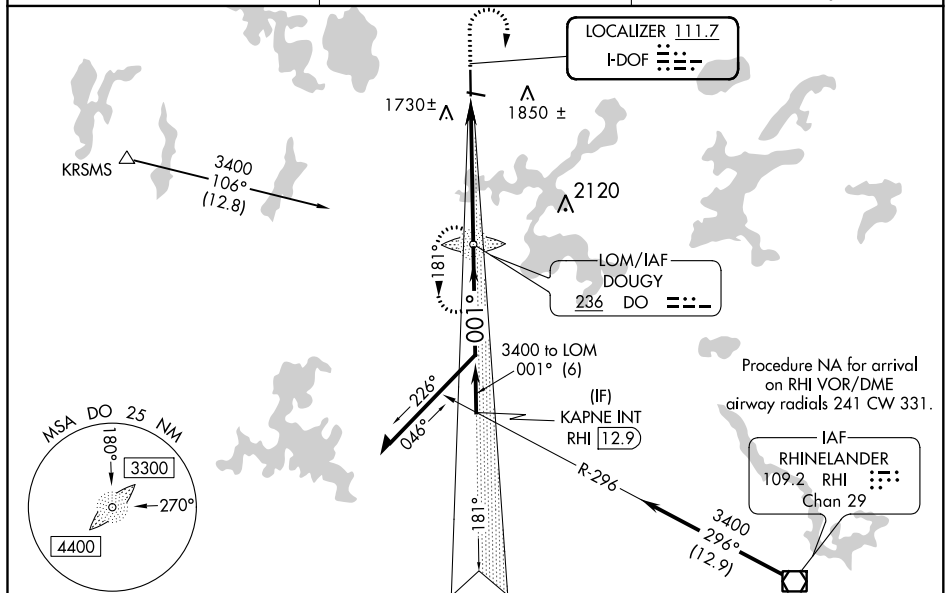 LOCALIZER 111.7
I-DOF
1730±
1850 ±
KRSMS
3400
106°
(12.8)
2120
181°
LOM/IAF
DOUGY
236 DO
001°
3400 to LOM
001° (6)
226°
046°
(IF)
KAPNE INT
RHI 12.9
Procedure NA for arrival
on RHI VOR/DME
airway radials 241 CW 331.
IAF
RHINELANDER
109.2 RHI
Chan 29
R-296
3400
296°
(12.9)
181°
MSA DO 25 NM
180°
3300
270°
4400